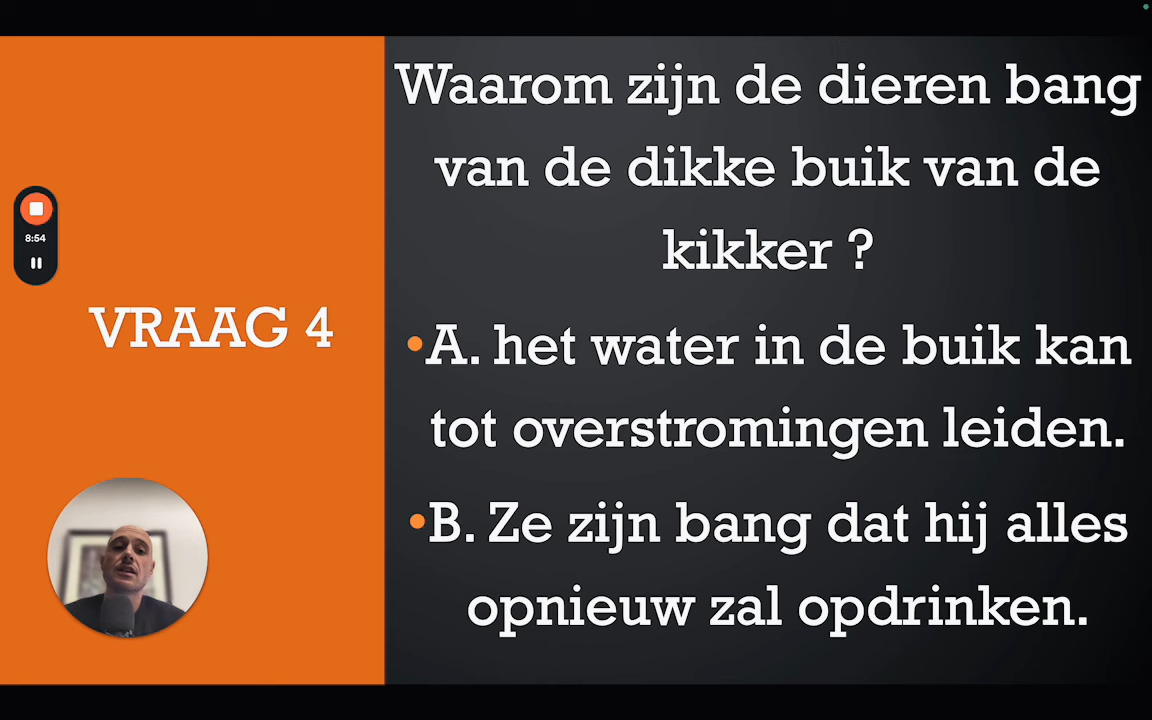 VRAAG 4
8:54
Waarom zijn de dieren bang
van de dikke buik van de
kikker ?
•A. het water in de buik kan
tot overstromingen leiden.
•B. Ze zijn bang dat hij alles
opnieuw zal opdrinken.